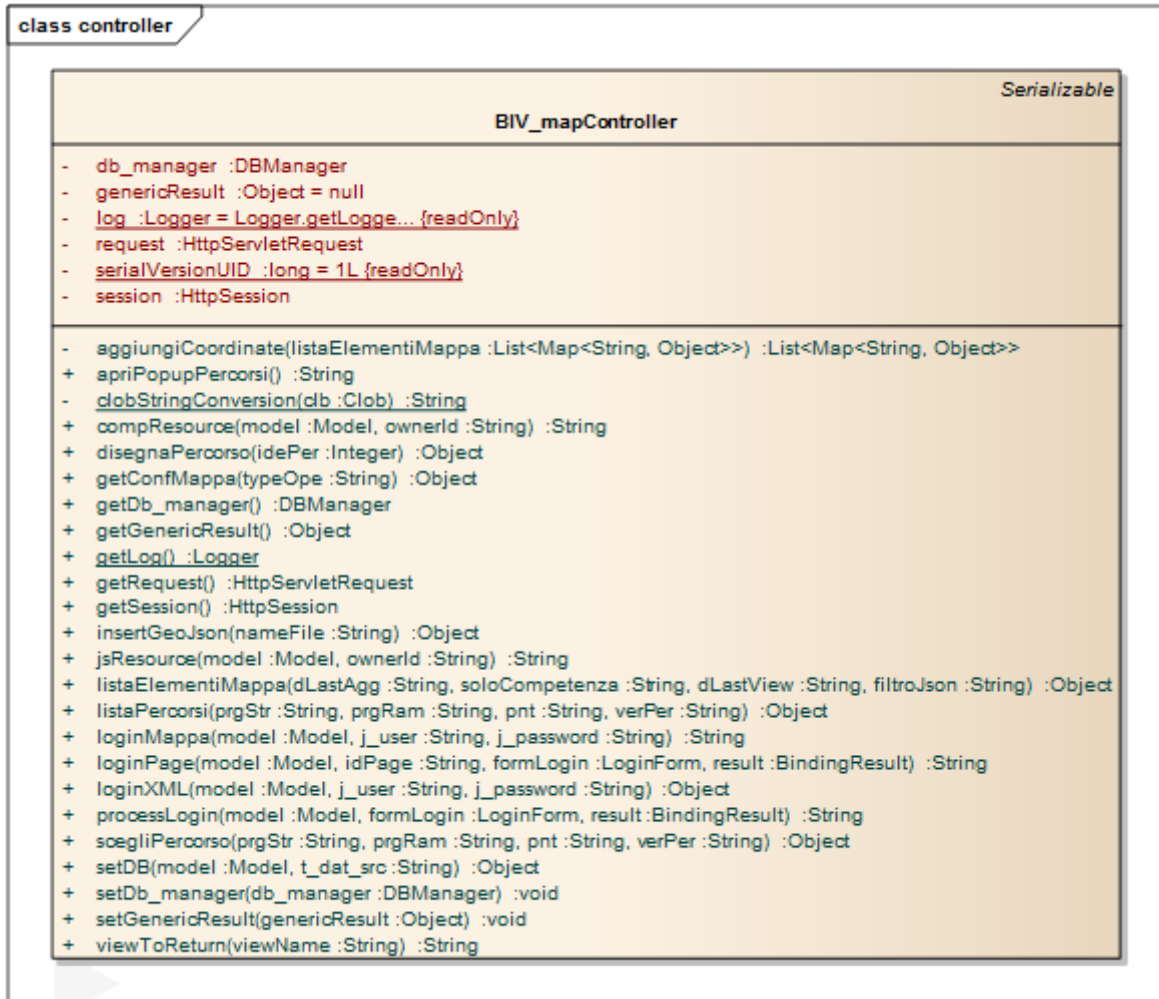 class controller
Serializable
BIV_mapController
- db_manager :DBManager
- genericResult :Object = null
- log :Logger = Logger.getLogge... {readOnly}
- request :HttpServletRequest
- serialVersionUID :long = 1L {readOnly}
- session :HttpSession
- aggiungiCoordinate(listaElementiMappa :List<Map<String, Object>>) :List<Map<String, Object>>
+ apriPopupPercorsi() :String
- clobStringConversion(clb :Clob) :String
+ compResource(model :Model, ownerId :String) :String
+ disegnaPercorso(idePer :Integer) :Object
+ getConfMappa(typeOpe :String) :Object
+ getDb_manager() :DBManager
+ getGenericResult() :Object
+ getLog() :Logger
+ getRequest() :HttpServletRequest
+ getSession() :HttpSession
+ insertGeoJson(nameFile :String) :Object
+ jsResource(model :Model, ownerId :String) :String
+ listaElementiMappa(dLastAgg :String, soloCompetenza :String, dLastView :String, filtroJson :String) :Object
+ listaPercorsi(prgStr :String, prgRam :String, pnt :String, verPer :String) :Object
+ loginMappa(model :Model, j_user :String, j_password :String) :String
+ loginPage(model :Model, idPage :String, formLogin :LoginForm, result :BindingResult) :String
+ loginXML(model :Model, j_user :String, j_password :String) :Object
+ processLogin(model :Model, formLogin :LoginForm, result :BindingResult) :String
+ scegliPercorso(prgStr :String, prgRam :String, pnt :String, verPer :String) :Object
+ setDB(model :Model, t_dat_src :String) :Object
+ setDb_manager(db_manager :DBManager) :void
+ setGenericResult(genericResult :Object) :void
+ viewToReturn(viewName :String) :String